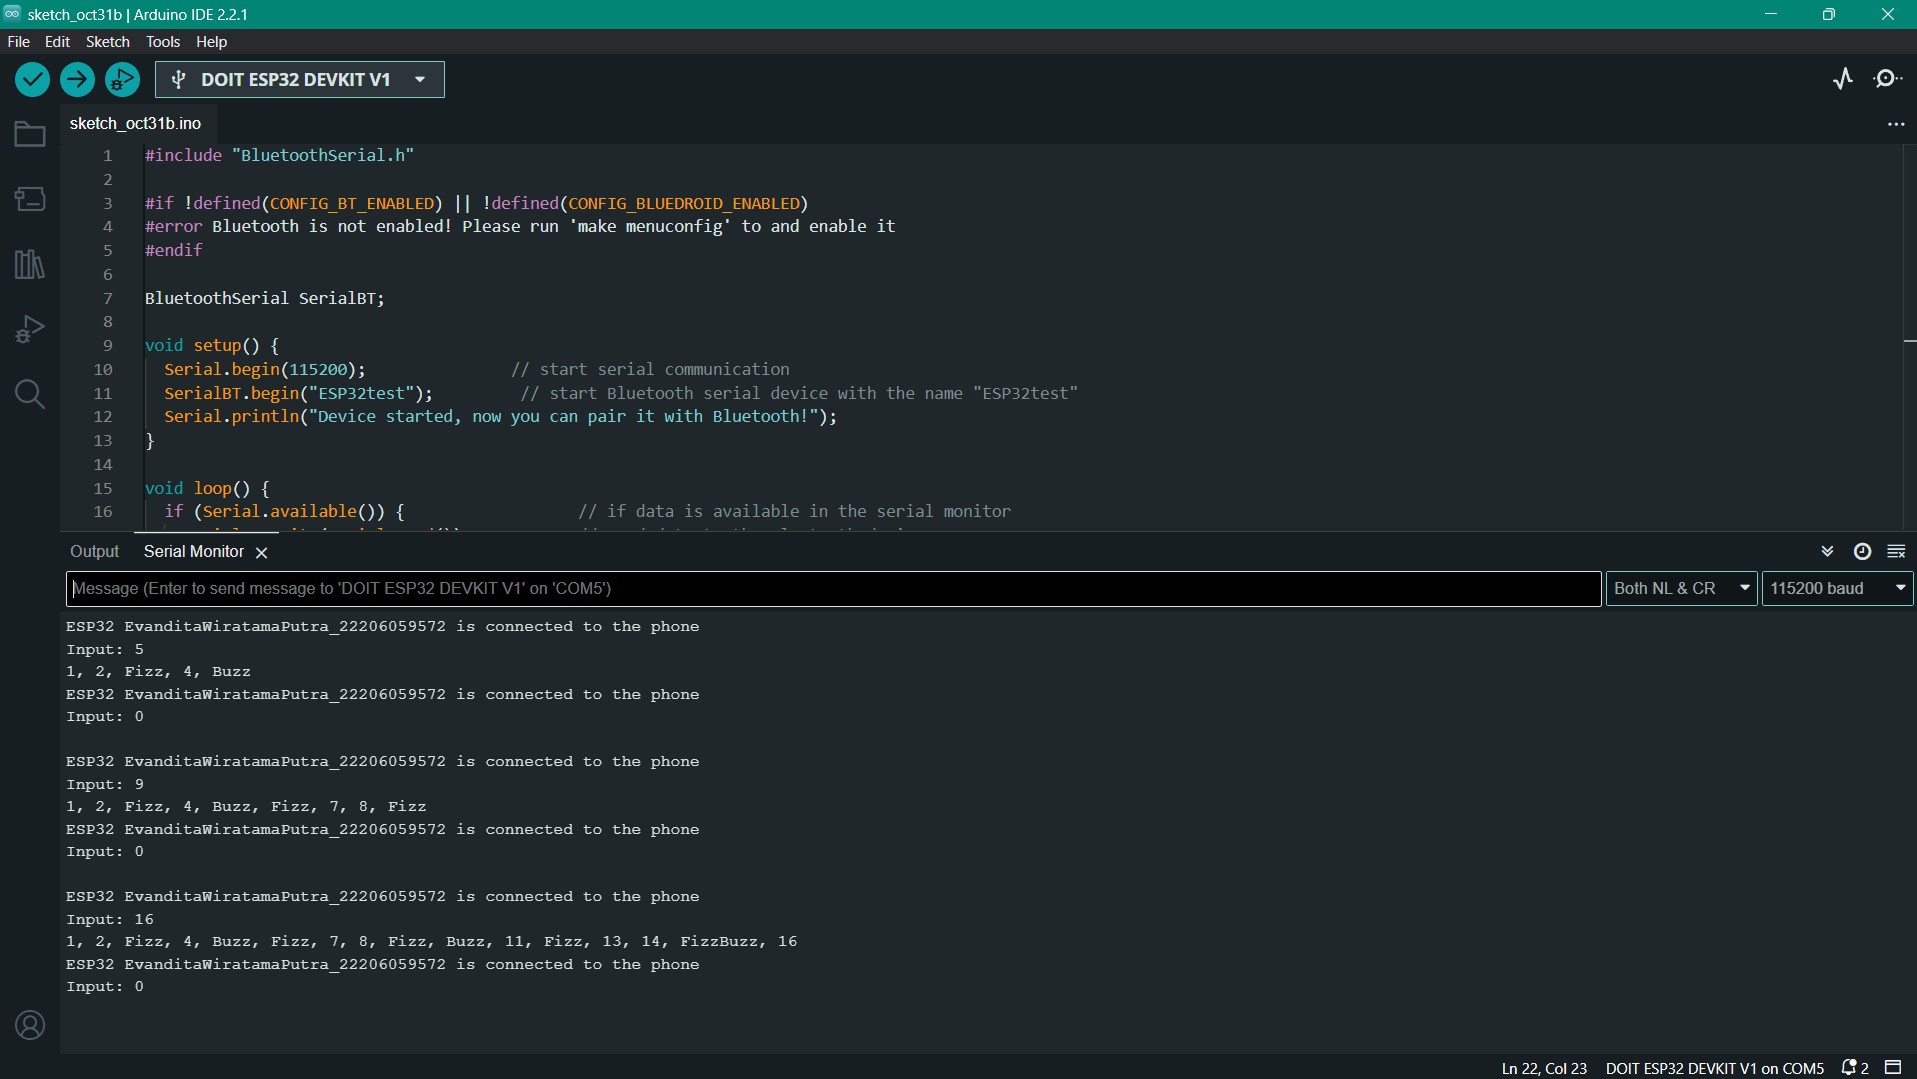 sketch_oct31b | Arduino IDE 2.2.1
File Edit Sketch Tools Help
DOIT ESP32 DEVKIT V1
sketch_oct31b.ino
1 #include "BluetoothSerial.h"
2
3 #if !defined(CONFIG_BT_ENABLED) || !defined(CONFIG_BLUEDROID_ENABLED)
4 #error Bluetooth is not enabled! Please run 'make menuconfig' to and enable it
5 #endif
6
7 BluetoothSerial SerialBT;
8
9 void setup() {
10 Serial.begin(115200); // start serial communication
11 SerialBT.begin("ESP32test"); // start Bluetooth serial device with the name "ESP32test"
12 Serial.println("Device started, now you can pair it with Bluetooth!");
13 }
14
15 void loop() {
16 if (Serial.available()) { // if data is available in the serial monitor
Output Serial Monitor
Message (Enter to send message to 'DOIT ESP32 DEVKIT V1' on 'COM5') Both NL & CR 115200 baud
ESP32 EvanditaWiratamaPutra_22206059572 is connected to the phone
Input: 5
1, 2, Fizz, 4, Buzz
ESP32 EvanditaWiratamaPutra_22206059572 is connected to the phone
Input: 0
ESP32 EvanditaWiratamaPutra_22206059572 is connected to the phone
Input: 9
1, 2, Fizz, 4, Buzz, Fizz, 7, 8, Fizz
ESP32 EvanditaWiratamaPutra_22206059572 is connected to the phone
Input: 0
ESP32 EvanditaWiratamaPutra_22206059572 is connected to the phone
Input: 16
1, 2, Fizz, 4, Buzz, Fizz, 7, 8, Fizz, Buzz, 11, Fizz, 13, 14, FizzBuzz, 16
ESP32 EvanditaWiratamaPutra_22206059572 is connected to the phone
Input: 0
Ln 22, Col 23 DOIT ESP32 DEVKIT V1 on COM5 2